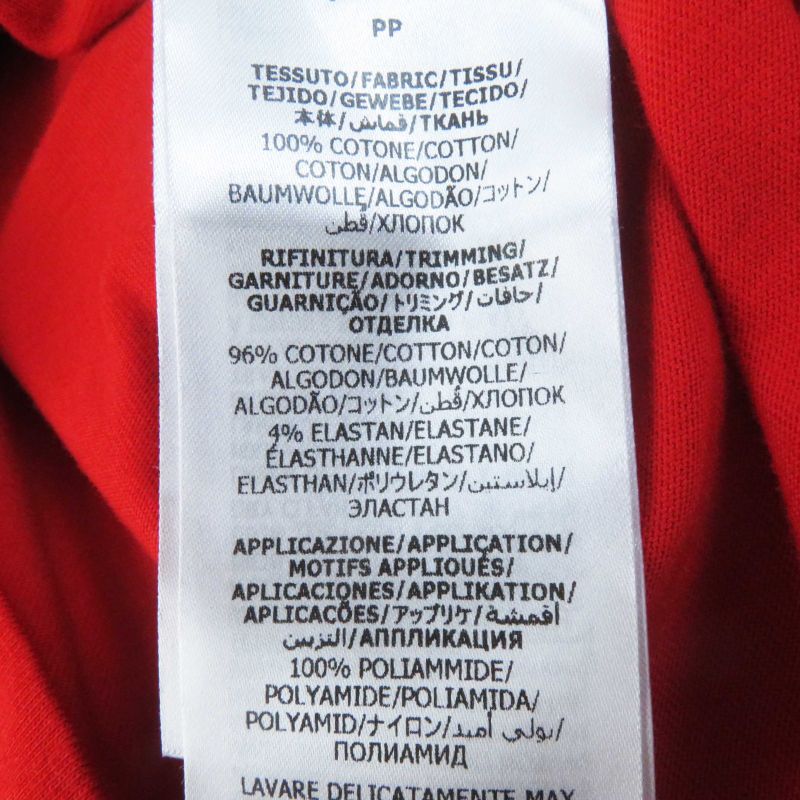 PP
TESSUTO/FABRIC/TISSU/
TEJIDO/GEWEBE/TECIDO/
本体/قماش/ТКАНЬ
100% COTONE/COTTON/
COTON/ALGODON/
BAUMWOLLE/ALGODÃO/コットン/
قطن/ХЛОПОК
RIFINITURA/TRIMMING/
GARNITURE/ADORNO/BESATZ/
GUARNIÇÃO/トリミング/حافات/
ОТДЕЛКА
96% COTONE/COTTON/COTON/
ALGODON/BAUMWOLLE/
ALGODÃO/コットン/قطن/ХЛОПОК
4% ELASTAN/ELASTANE/
ÉLASTHANNE/ELASTANO/
ELASTHAN/ポリウレタン/إيلاستين/
ЭЛАСТАН
APPLICAZIONE/APPLICATION/
MOTIFS APPLIQUÉS/
APLICACIONES/APPLIKATION/
APLICAÇÕES/アップリケ/أقمشة
التزيين/АППЛИКАЦИЯ
100% POLIAMMIDE/
POLYAMIDE/POLIAMIDA/
POLYAMID/ナイロン/بولي أميد/
ПОЛИАМИД
LAVARE DELICATAMENTE MAX